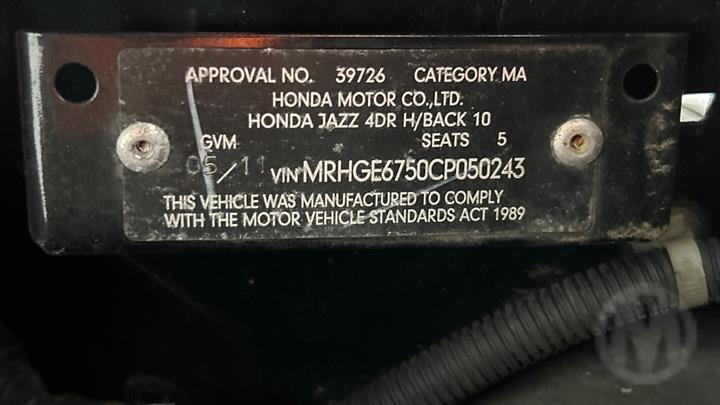 APPROVAL NO. 39726 CATEGORY MA
HONDA MOTOR CO.,LTD.
HONDA JAZZ 4DR H/BACK 10
GVM SEATS 5
05/11 VIN MRHGE6750CP050243
THIS VEHICLE WAS MANUFACTURED TO COMPLY
WITH THE MOTOR VEHICLE STANDARDS ACT 1989
M